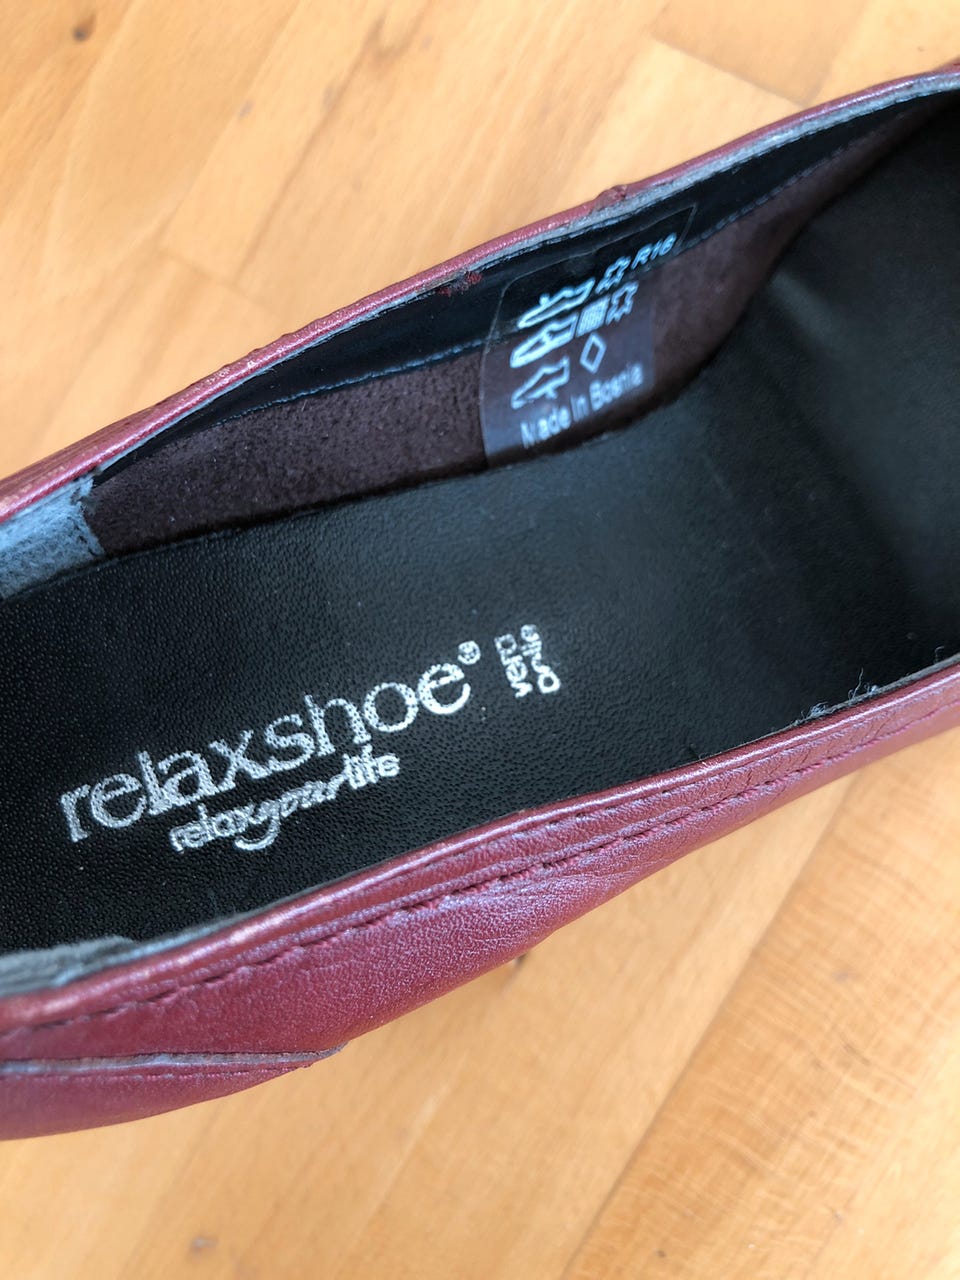 R16
Made in Bosnia
relaxshoe®
relaxyourlife
vera
pelle